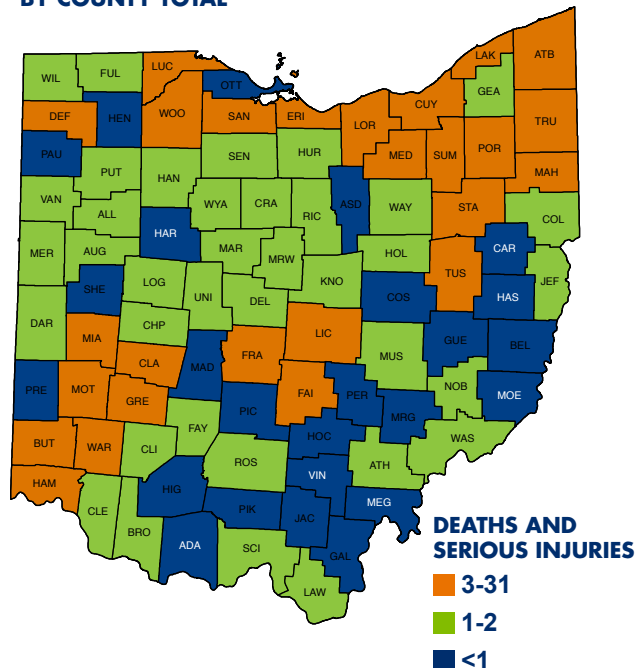 BY COUNTY TOTAL
WIL FUL LUC OTT LAK ATB
GEA
DEF HEN WOO SAN ERI LOR CUY
TRU
PAU SEN HUR MED SUM POR
MAH
PUT HAN
VAN ALL WYA CRA RIC ASD WAY STA COL
HAR
MER AUG MAR MRW HOL CAR
TUS
SHE LOG UNI KNO COS HAS JEF
DEL
DAR CHP
MIA LIC GUE BEL
CLA MAD FRA MUS
PRE MOT FAI PER NOB MOE
GRE PIC MRG
BUT WAR CLI FAY HOC WAS
ROS ATH
HAM VIN
HIG MEG
CLE PIK JAC
BRO ADA SCI GAL
LAW
DEATHS AND
SERIOUS INJURIES
3-31
1-2
<1